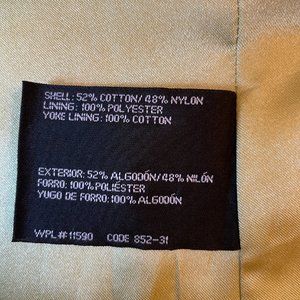 SHELL: 52% COTTON/48% NYLON
LINING: 100% POLYESTER
YOKE LINING: 100% COTTON
EXTERIOR: 52% ALGODÓN/48% NILÓN
FORRO: 100% POLIÉSTER
YUGO DE FORRO: 100% ALGODÓN
WPL# 11590 CODE 852-31